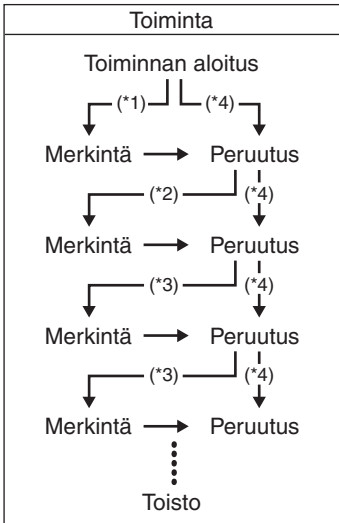 Toiminta
Toiminnan aloitus
(*1) (*4)
Merkintä Peruutus
(*2) (*4)
Merkintä Peruutus
(*3) (*4)
Merkintä Peruutus
(*3) (*4)
Merkintä Peruutus
Toisto